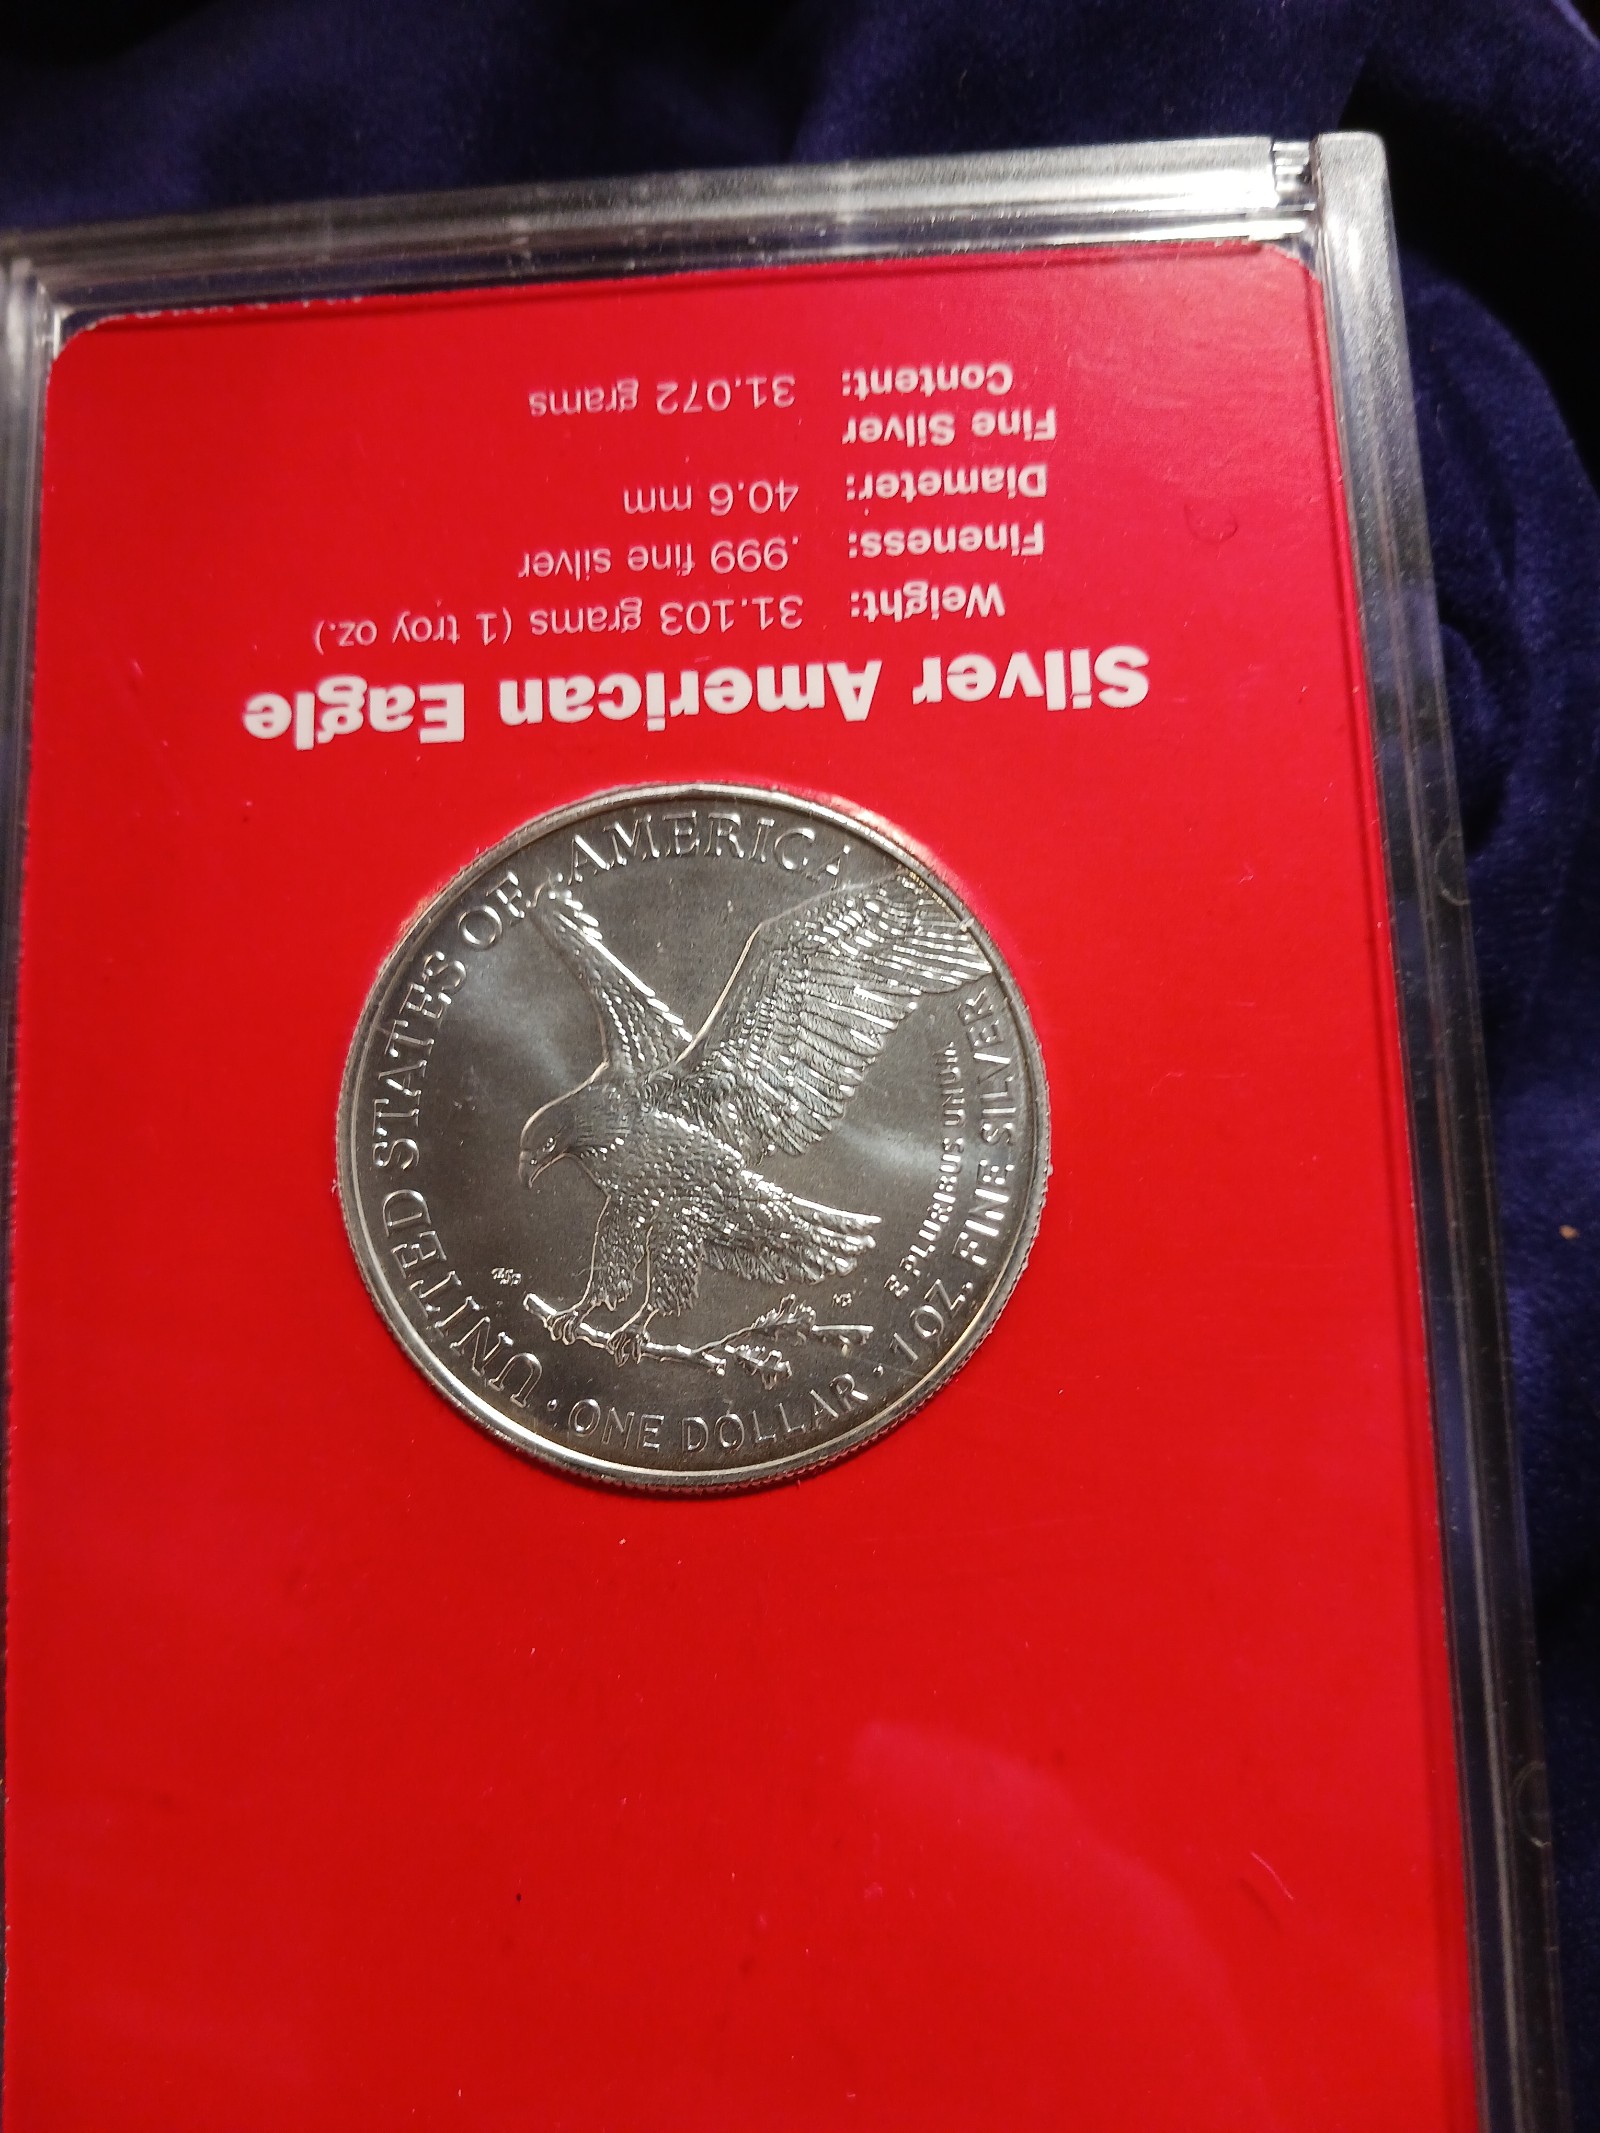 Silver American Eagle
Weight: 31.103 grams (1 troy oz.)
Fineness: .999 fine silver
Diameter: 40.6 mm
Fine Silver
Content: 31.072 grams
UNITED STATES OF AMERICA
E PLURIBUS UNUM
· ONE DOLLAR · 1 OZ. FINE SILVER